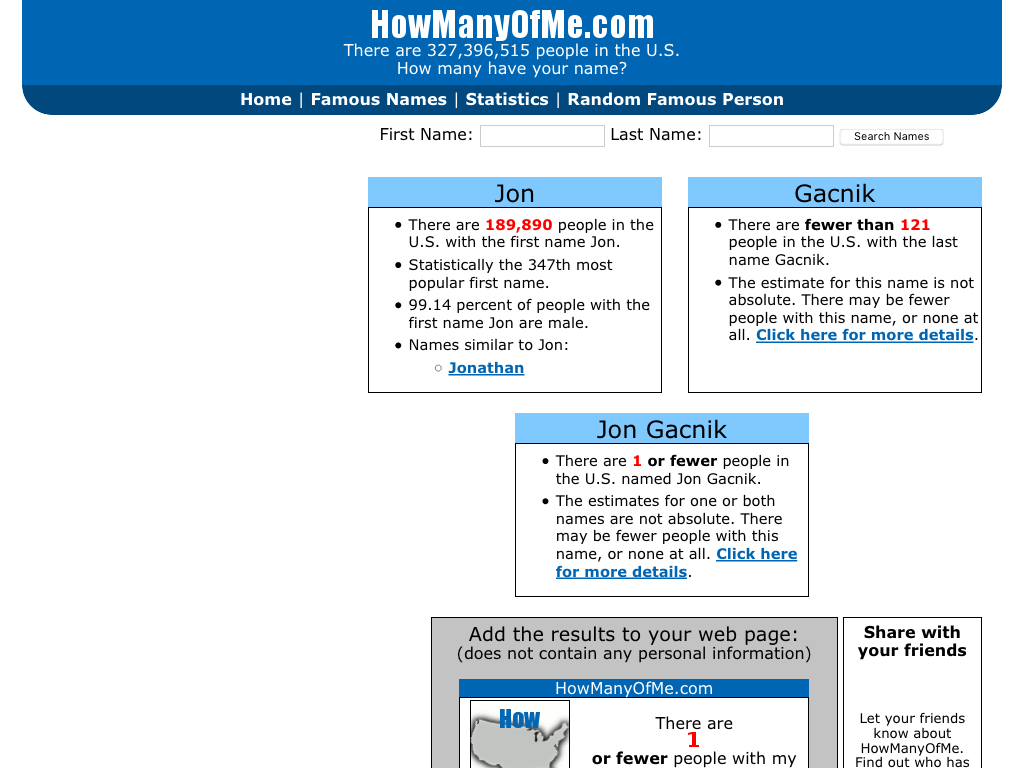 HowManyOfMe.com
There are 327,396,515 people in the U.S.
How many have your name?
Home | Famous Names | Statistics | Random Famous Person
First Name: Last Name: Search Names
Jon
• There are 189,890 people in the
U.S. with the first name Jon.
• Statistically the 347th most
popular first name.
• 99.14 percent of people with the
first name Jon are male.
• Names similar to Jon:
○ Jonathan
Gacnik
• There are fewer than 121
people in the U.S. with the last
name Gacnik.
• The estimate for this name is not
absolute. There may be fewer
people with this name, or none at
all. Click here for more details.
Jon Gacnik
• There are 1 or fewer people in
the U.S. named Jon Gacnik.
• The estimates for one or both
names are not absolute. There
may be fewer people with this
name, or none at all. Click here
for more details.
Add the results to your web page:
(does not contain any personal information)
HowManyOfMe.com
How
There are
1
or fewer people with my
Share with
your friends
Let your friends
know about
HowManyOfMe.
Find out who has